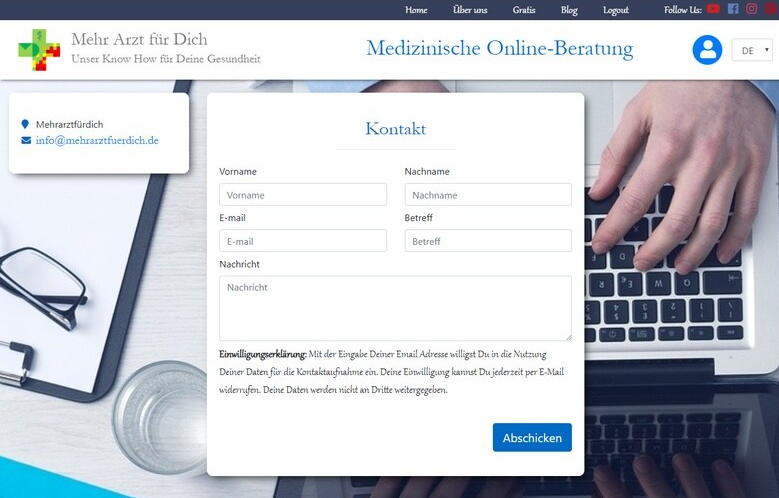 Home Über uns Gratis Blog Logout Follow Us:
Mehr Arzt für Dich
Unser Know How für Deine Gesundheit
Medizinische Online-Beratung
DE
Mehrarztfürdich
info@mehrarztfuerdich.de
Kontakt
Vorname Nachname
Vorname Nachname
E-mail Betreff
E-mail Betreff
Nachricht
Nachricht
Einwilligungserklärung: Mit der Eingabe Deiner Email Adresse willigst Du in die Nutzung
Deiner Daten für die Kontaktaufnahme ein. Deine Einwilligung kannst Du jederzeit per E-Mail
widerrufen. Deine Daten werden nicht an Dritte weitergegeben.
Abschicken